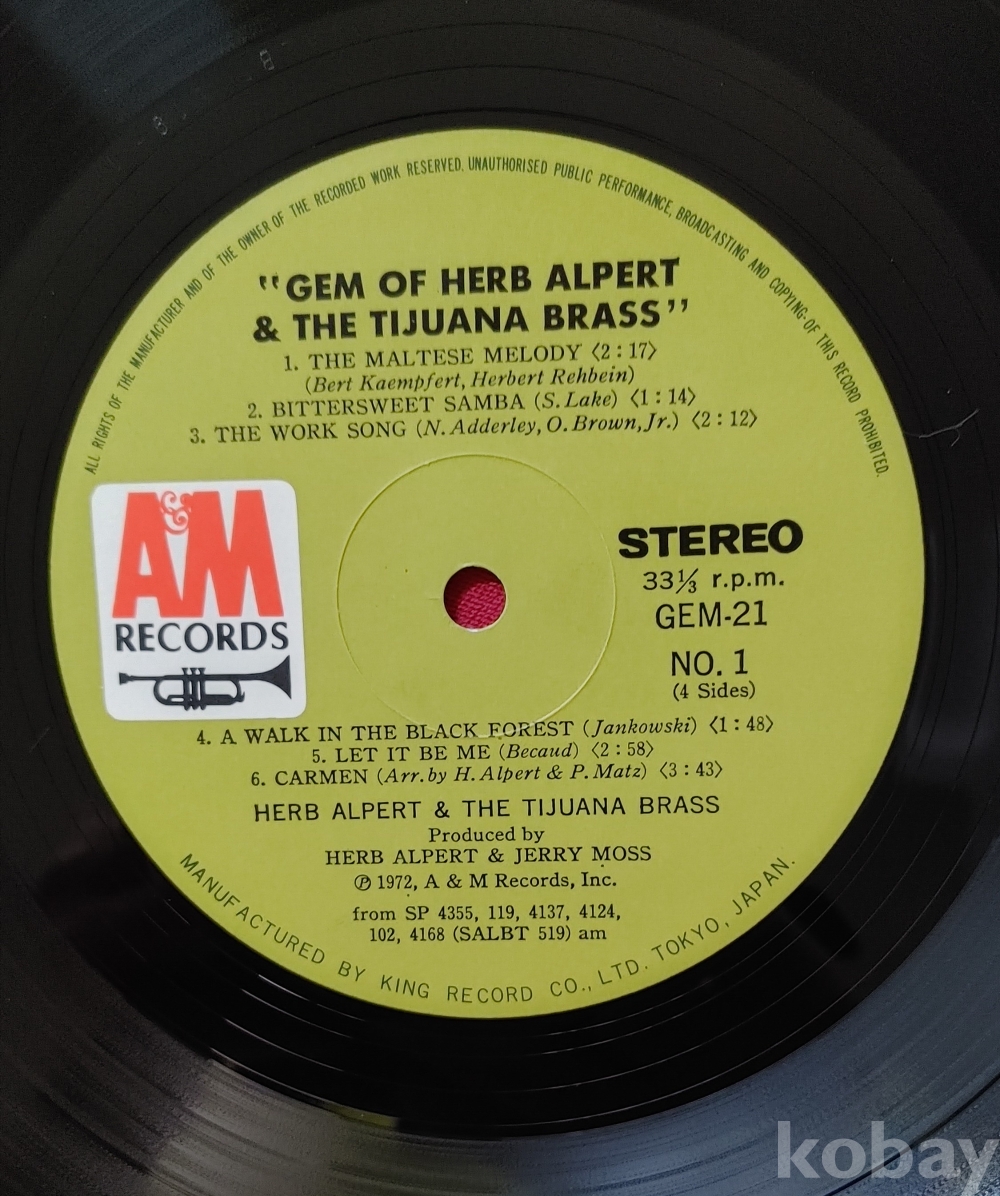 ALL RIGHTS OF THE MANUFACTURER AND OF THE OWNER OF THE RECORDED WORK RESERVED. UNAUTHORISED PUBLIC PERFORMANCE, BROADCASTING AND COPYING-OF THIS RECORD PROHIBITED.
"GEM OF HERB ALPERT
& THE TIJUANA BRASS"
1. THE MALTESE MELODY 〈2:17〉
(Bert Kaempfert, Herbert Rehbein)
2. BITTERSWEET SAMBA (S. Lake) 〈1:14〉
3. THE WORK SONG (N. Adderley, O. Brown, Jr.) 〈2:12〉
A&M
RECORDS
STEREO
33⅓ r.p.m.
GEM-21
NO. 1
(4 Sides)
4. A WALK IN THE BLACK FOREST (Jankowski) 〈1:48〉
5. LET IT BE ME (Becaud) 〈2:58〉
6. CARMEN (Arr. by H. Alpert & P. Matz) 〈3:43〉
HERB ALPERT & THE TIJUANA BRASS
Produced by
HERB ALPERT & JERRY MOSS
℗ 1972, A & M Records, Inc.
from SP 4355, 119, 4137, 4124,
102, 4168 (SALBT 519) am
MANUFACTURED BY KING RECORD CO., LTD. TOKYO, JAPAN.
kobay